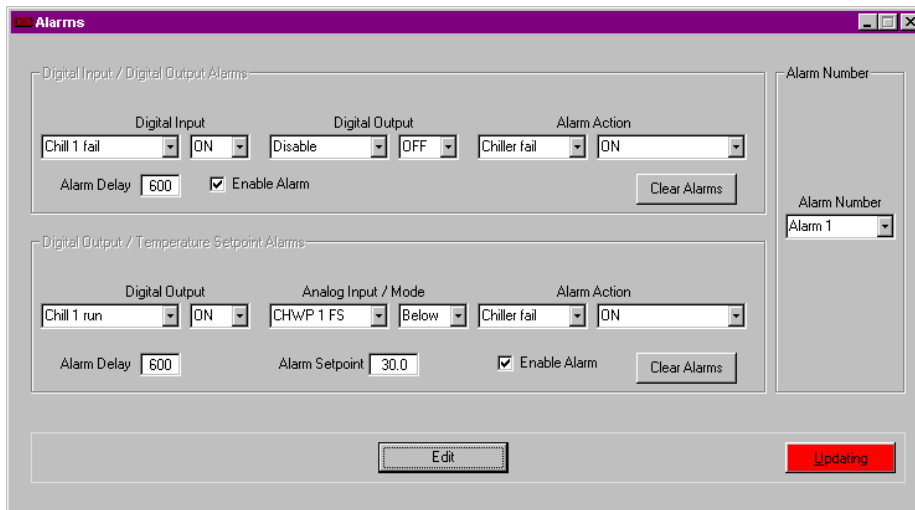 Alarms
Digital Input / Digital Output Alarms
Alarm Number
Digital Input Digital Output Alarm Action
Chill 1 fail ON Disable OFF Chiller fail ON
Alarm Delay 600 Enable Alarm Clear Alarms
Alarm Number
Alarm 1
Digital Output / Temperature Setpoint Alarms
Digital Output Analog Input / Mode Alarm Action
Chill 1 run ON CHWP 1 FS Below Chiller fail ON
Alarm Delay 600 Alarm Setpoint 30.0 Enable Alarm Clear Alarms
Edit Updating